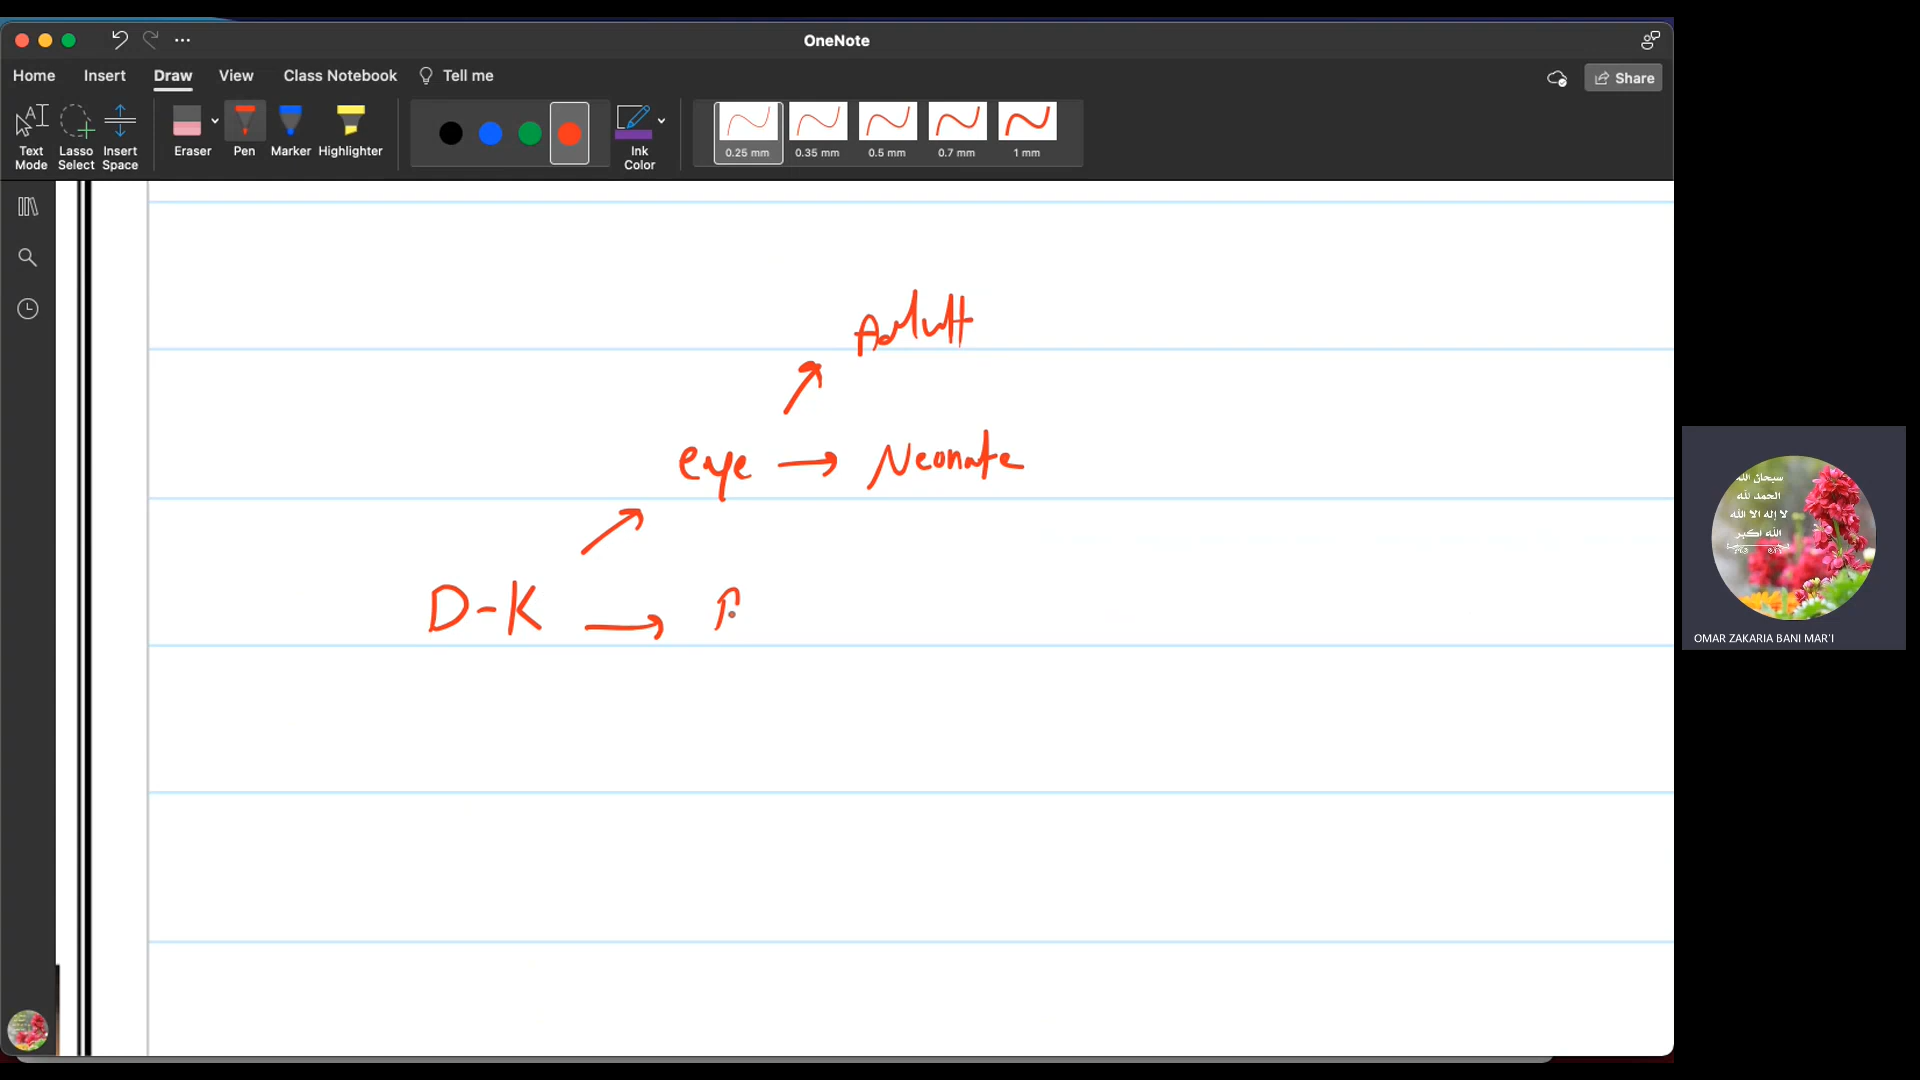 OneNote
Home Insert Draw View Class Notebook Tell me
Share
Text Mode
Lasso Select
Insert Space
Eraser
Pen
Marker
Highlighter
Ink Color
0.25 mm
0.35 mm
0.5 mm
0.7 mm
1 mm
Adult
eye → Neonate
D-K →
سبحان الله
الحمد لله
لا إله الا الله
الله اكبر
OMAR ZAKARIA BANI MAR'I